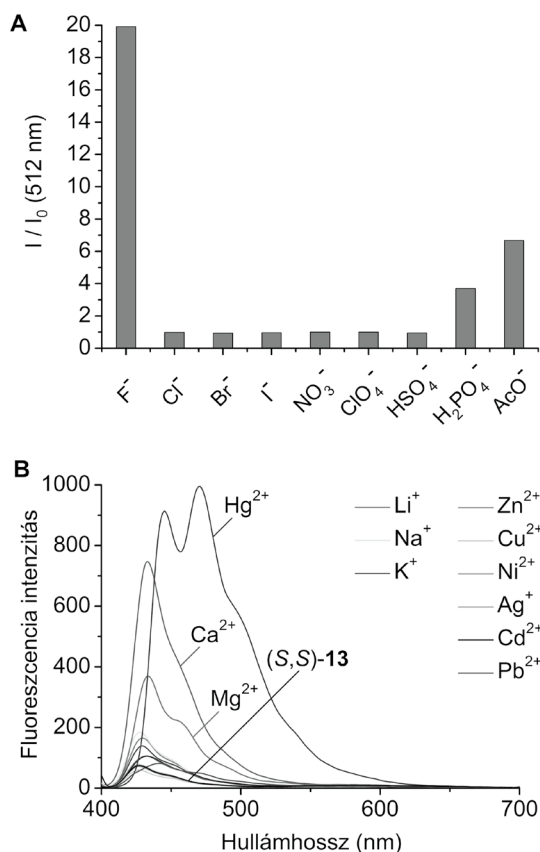 A
I / I₀ (512 nm)
20
18
16
14
12
10
8
6
4
2
0
F⁻
Cl⁻
Br⁻
I⁻
NO₃⁻
ClO₄⁻
HSO₄⁻
H₂PO₄⁻
AcO⁻
B
Fluoreszcencia intenzitás
1000
800
600
400
200
0
Hg²⁺
Ca²⁺
Mg²⁺
(S,S)-13
Li⁺
Na⁺
K⁺
Zn²⁺
Cu²⁺
Ni²⁺
Ag⁺
Cd²⁺
Pb²⁺
400 500 600 700
Hullámhossz (nm)